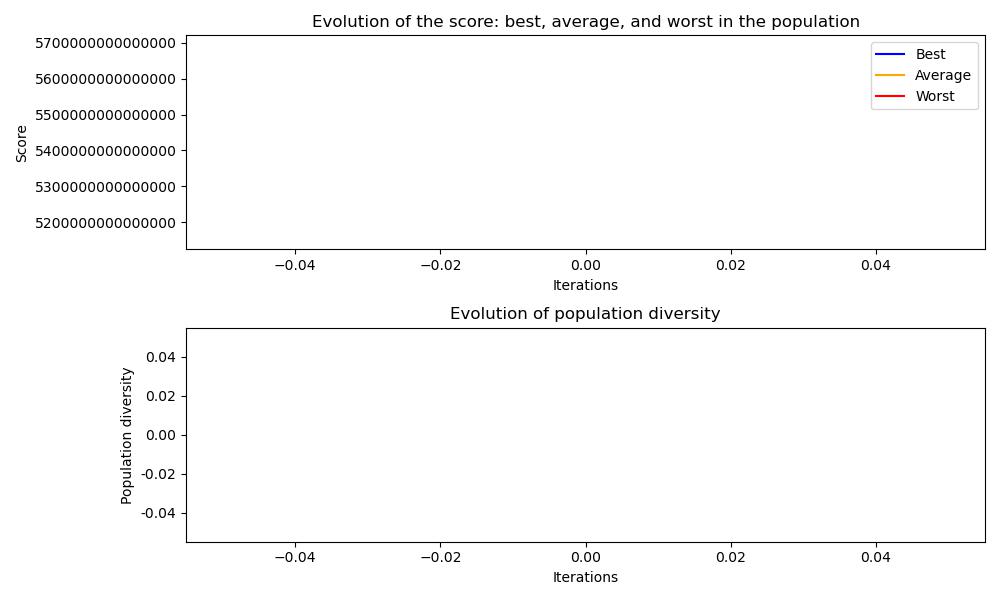 Evolution of the score: best, average, and worst in the population
5700000000000000
5600000000000000
5500000000000000
5400000000000000
5300000000000000
5200000000000000
Score
Best
Average
Worst
−0.04 −0.02 0.00 0.02 0.04
Iterations
Evolution of population diversity
0.04
0.02
0.00
-0.02
-0.04
Population diversity
−0.04 −0.02 0.00 0.02 0.04
Iterations